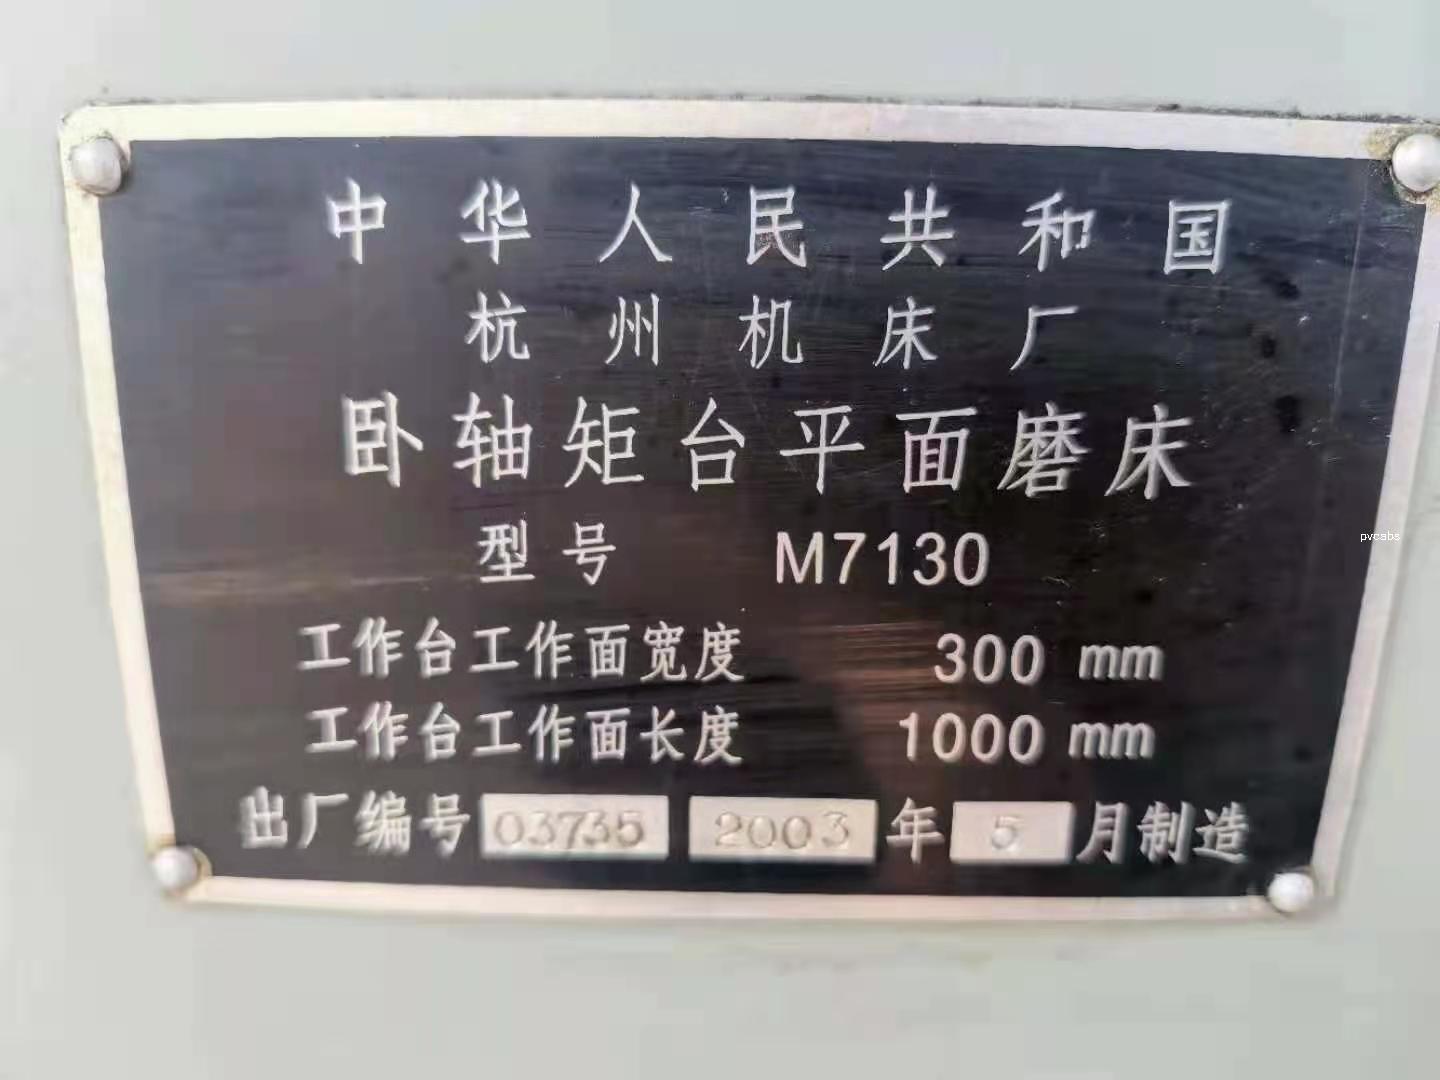 中华人民共和国
杭州机床厂
卧轴矩台平面磨床
型号 M7130
工作台工作面宽度 300 mm
工作台工作面长度 1000 mm
出厂编号 03735 2003 年 5 月制造
pvcabs